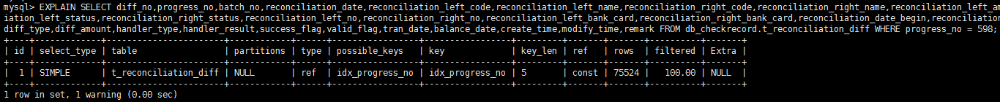 mysql> EXPLAIN SELECT diff_no,progress_no,batch_no,reconciliation_date,reconciliation_left_code,reconciliation_left_name,reconciliation_right_code,reconciliation_right_name,reconciliation_left_am
iation_left_status,reconciliation_right_status,reconciliation_left_no,reconciliation_right_no,reconciliation_left_bank_card,reconciliation_right_bank_card,reconciliation_date_begin,reconciliation
diff_type,diff_amount,handler_type,handler_result,success_flag,valid_flag,tran_date,balance_date,create_time,modify_time,remark FROM db_checkrecord.t_reconciliation_diff WHERE progress_no = 598;
+----+-------------+-----------------------+------------+------+-----------------+-----------------+---------+-------+-------+----------+-------+
| id | select_type | table                 | partitions | type | possible_keys   | key             | key_len | ref   | rows  | filtered | Extra |
+----+-------------+-----------------------+------------+------+-----------------+-----------------+---------+-------+-------+----------+-------+
|  1 | SIMPLE      | t_reconciliation_diff | NULL       | ref  | idx_progress_no | idx_progress_no | 5       | const | 75524 |   100.00 | NULL  |
+----+-------------+-----------------------+------------+------+-----------------+-----------------+---------+-------+-------+----------+-------+
1 row in set, 1 warning (0.00 sec)